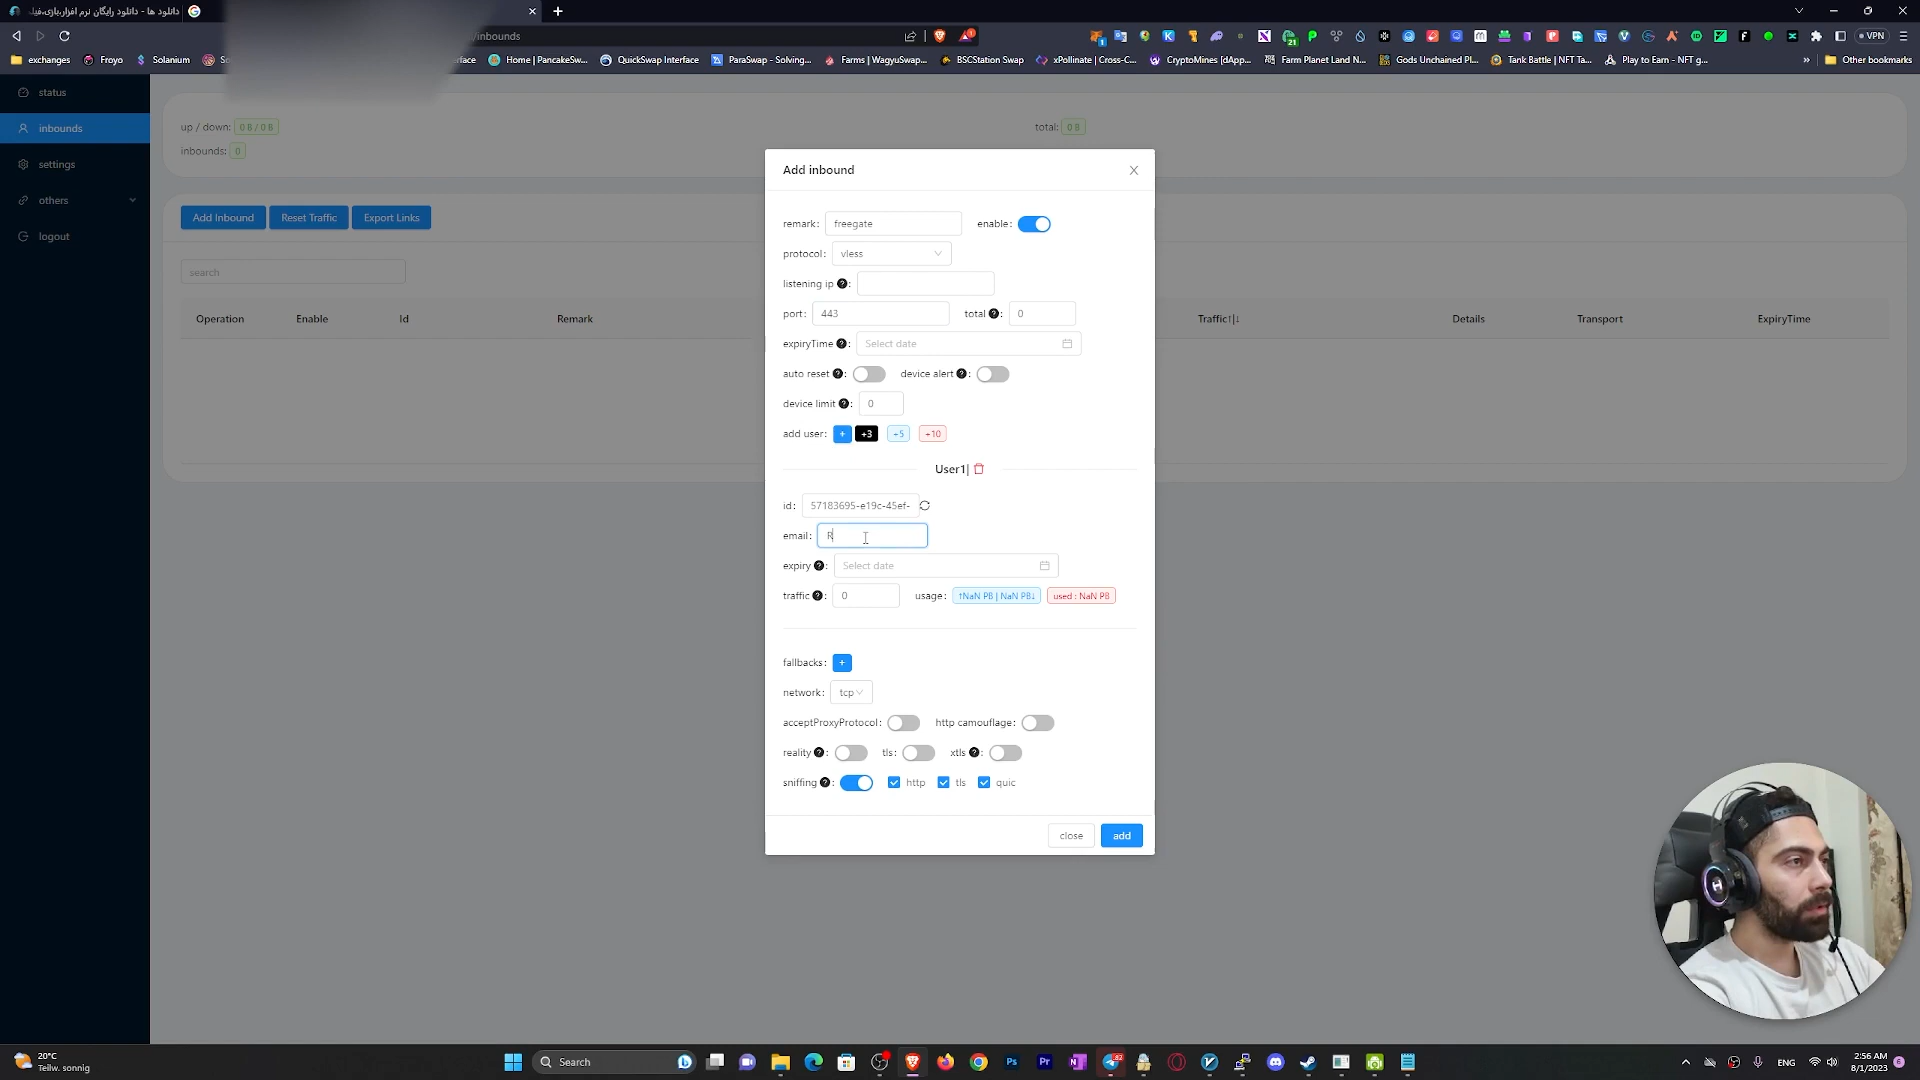 دانلود ها - دانلود رایگان نرم افزار،بازی،فیل
/inbounds
VPN
exchanges
Froyo
Solanium
So
erface
Home | PancakeSw...
QuickSwap Interface
ParaSwap - Solving...
Farms | WagyuSwap...
BSCStation Swap
xPollinate | Cross-C...
CryptoMines [dApp...
Farm Planet Land N...
Gods Unchained Pl...
Tank Battle | NFT Ta...
Play to Earn - NFT g...
Other bookmarks
status
inbounds
settings
others
logout
up / down: 0 B / 0 B
total: 0 B
inbounds: 0
Add Inbound
Reset Traffic
Export Links
search
Operation
Enable
Id
Remark
Traffic↑|↓
Details
Transport
ExpiryTime
Add inbound
remark: freegate enable:
protocol: vless
listening ip ?:
port: 443 total ?: 0
expiryTime ?: Select date
auto reset ?: device alert ?:
device limit ?: 0
add user: + +3 +5 +10
User1|
id: 57183695-e19c-45ef-
email: R
expiry ?: Select date
traffic ?: 0 usage: ↑NaN PB | NaN PB↓ used : NaN PB
fallbacks: +
network: tcp
acceptProxyProtocol: http camouflage:
reality ?: tls: xtls ?:
sniffing ?: http tls quic
close
add
20°C
Teilw. sonnig
Search
ENG
2:56 AM
8/1/2023